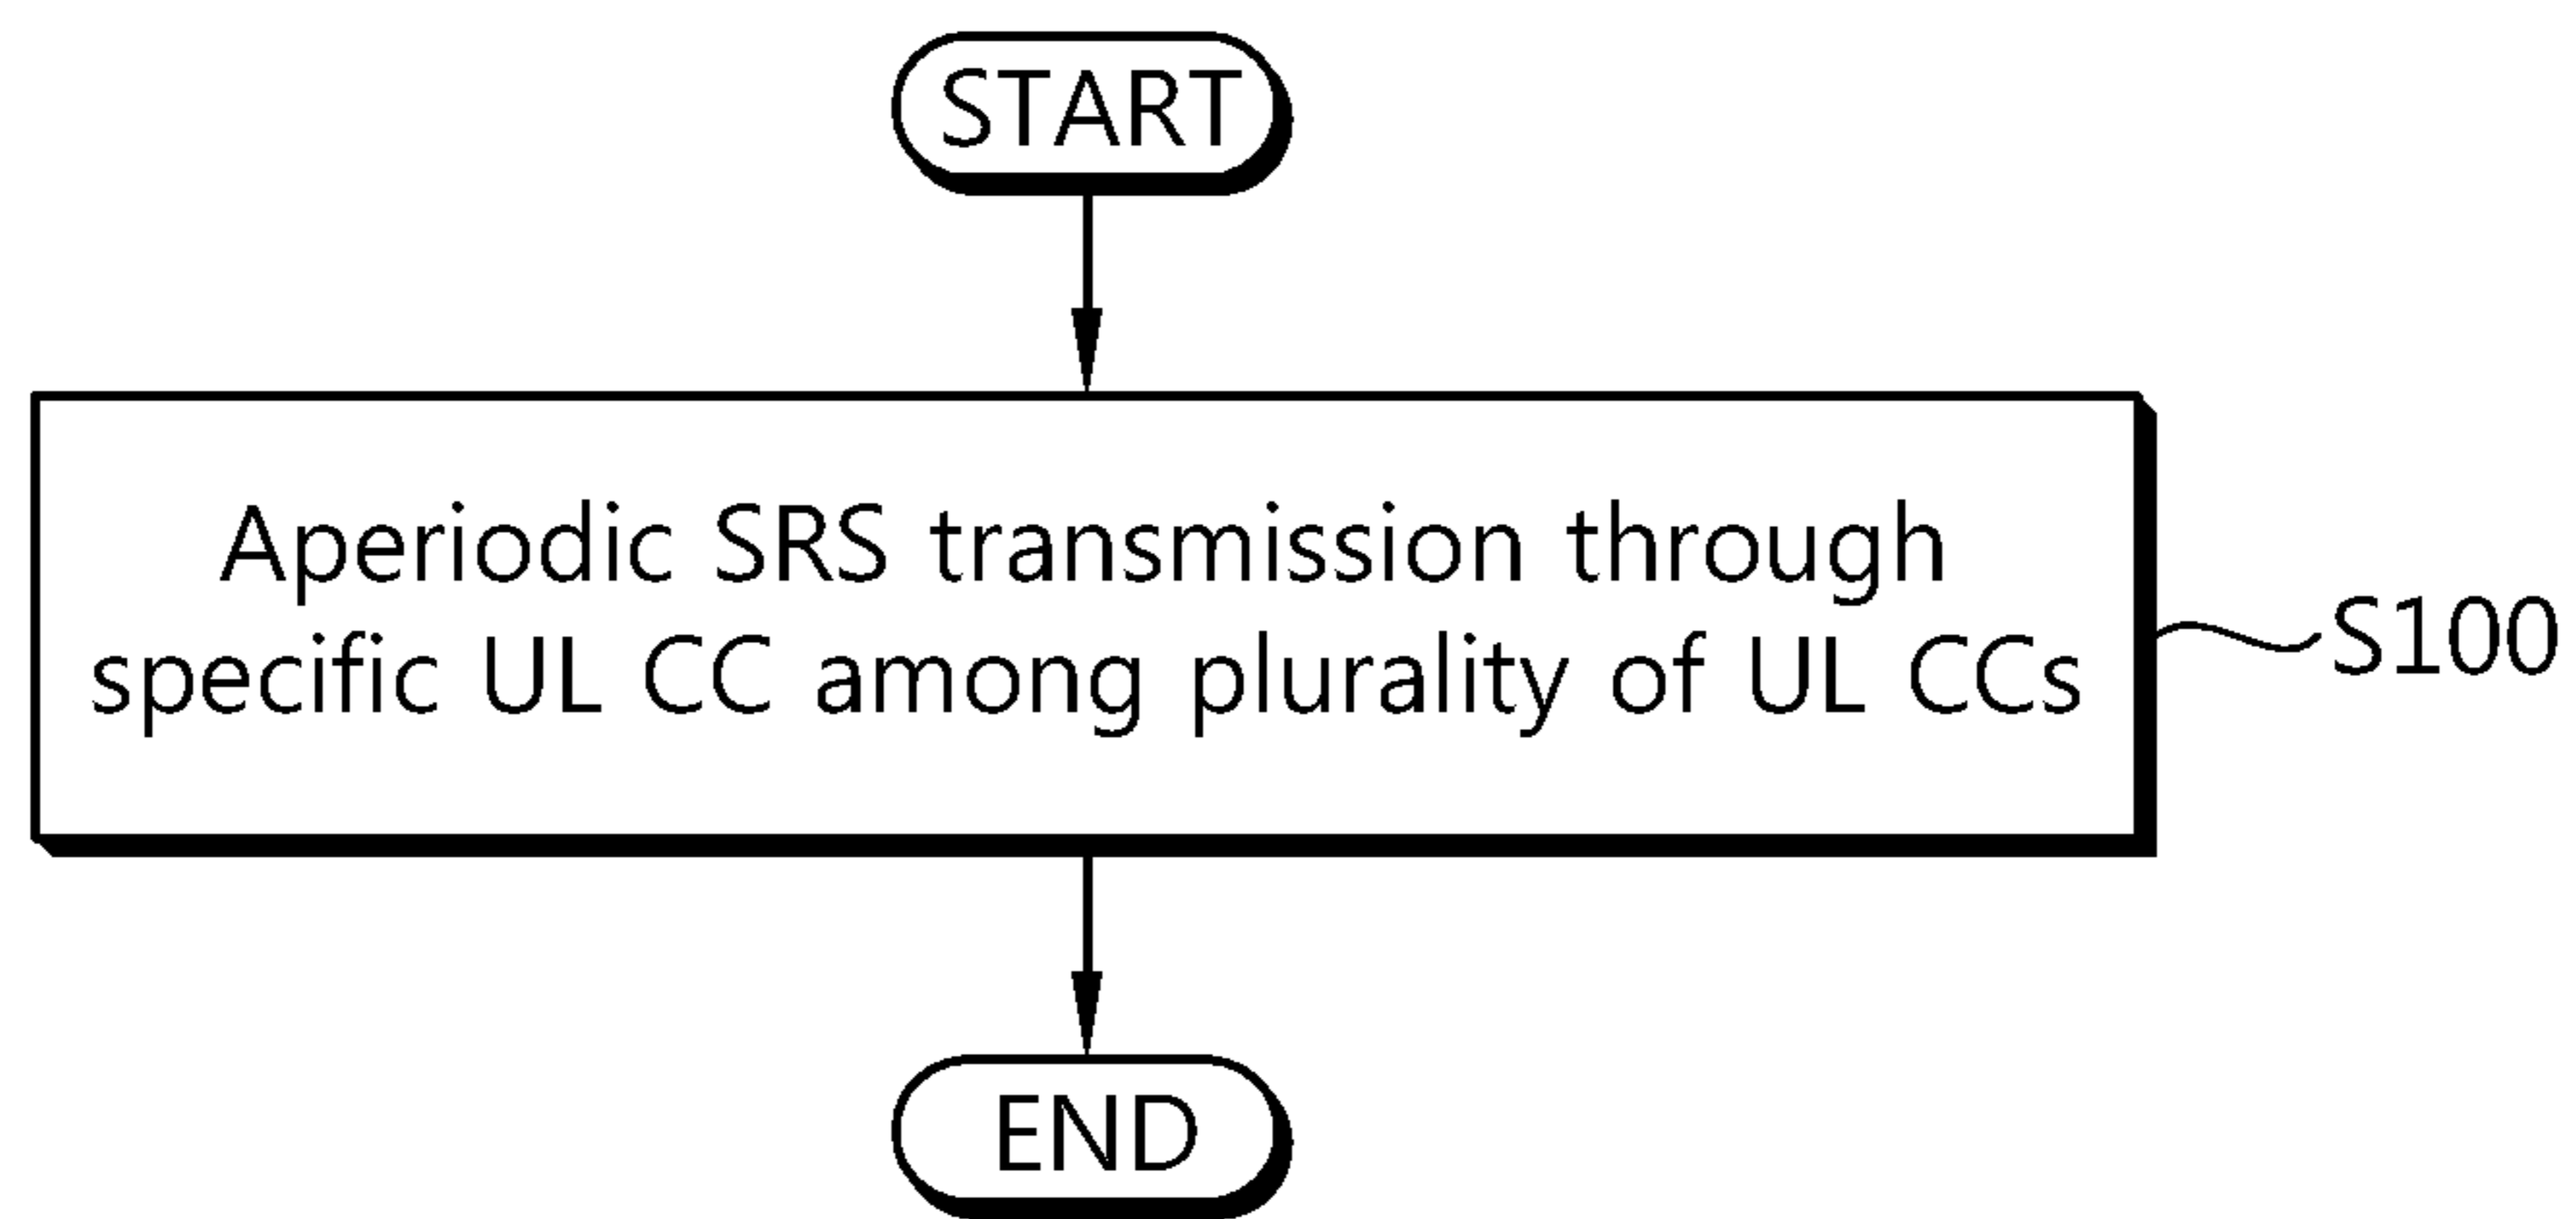 START
Aperiodic SRS transmission through
specific UL CC among plurality of UL CCs
S100
END